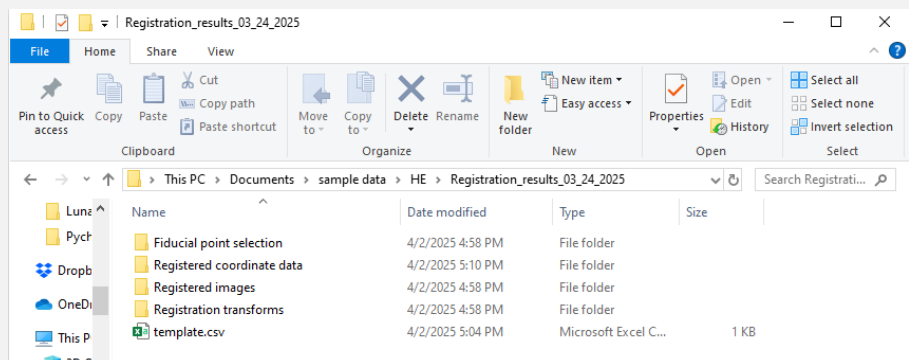 Registration_results_03_24_2025
File Home Share View
Pin to Quick access
Copy
Paste
Cut
Copy path
Paste shortcut
Move to
Copy to
Delete
Rename
New folder
New item
Easy access
Properties
Open
Edit
History
Select all
Select none
Invert selection
Clipboard Organize New Open Select
This PC > Documents > sample data > HE > Registration_results_03_24_2025
Search Registrati...
Luna
Pych
Dropb
OneDr
This P
Name Date modified Type Size
Fiducial point selection 4/2/2025 4:58 PM File folder
Registered coordinate data 4/2/2025 5:10 PM File folder
Registered images 4/2/2025 4:58 PM File folder
Registration transforms 4/2/2025 4:58 PM File folder
template.csv 4/2/2025 5:04 PM Microsoft Excel C... 1 KB